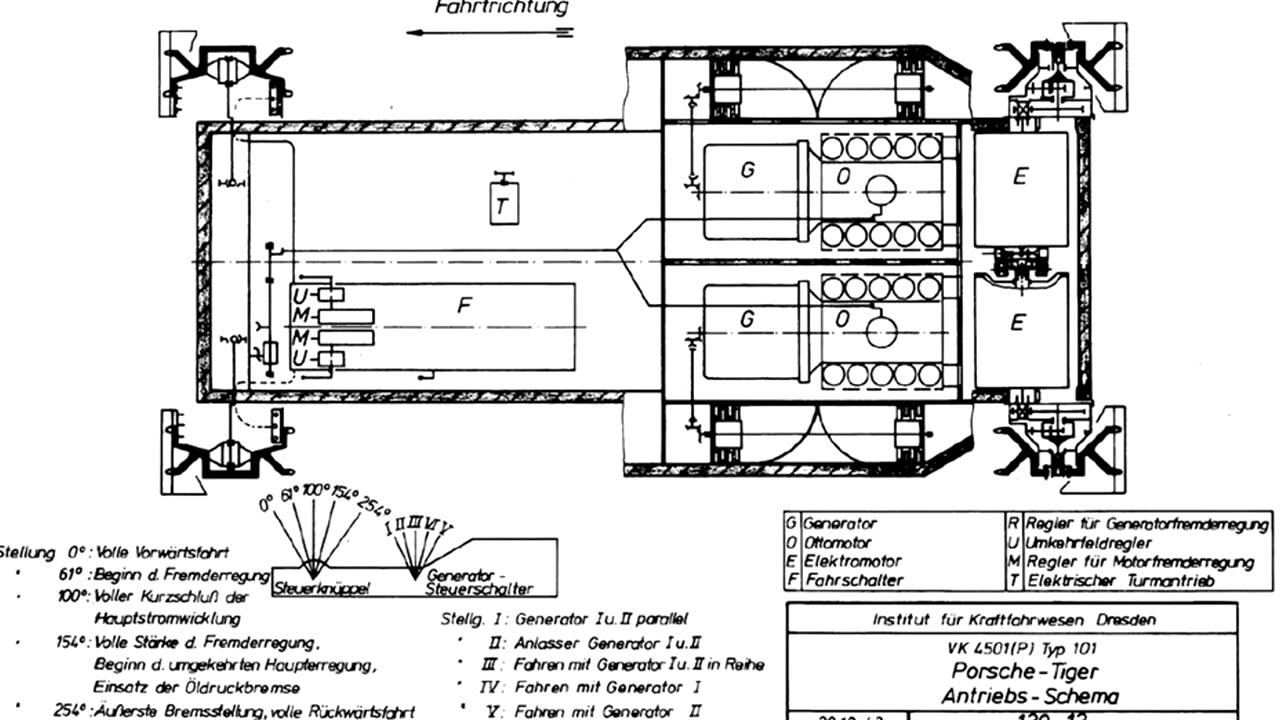 Fahrtrichtung
G
O
E
T
U
M
M
U
F
G
O
E
0° 61° 100° 154° 254°
I II III IV V
Steuerknüppel
Generator-
Steuerschalter
Stellung 0°: Volle Vorwärtsfahrt
" 61°: Beginn d. Fremderregung
" 100°: Voller Kurzschluß der
Hauptstromwicklung
" 154°: Volle Stärke d. Fremderregung,
Beginn d. umgekehrten Haupterregung,
Einsatz der Öldruckbremse
" 254°: Äußerste Bremsstellung, volle Rückwärtsfahrt
Stellg. I: Generator I u. II parallel
" II: Anlasser Generator I u. II
" III: Fahren mit Generator I u. II in Reihe
" IV: Fahren mit Generator I
" V: Fahren mit Generator II
G Generator
O Ottomotor
E Elektromotor
F Fahrschalter
R Regler für Generatorfremderregung
U Umkehrfeldregler
M Regler für Motorfremderregung
T Elektrischer Turmantrieb
Institut für Kraftfahrwesen Dresden
VK 4501 (P) Typ 101
Porsche-Tiger
Antriebs-Schema